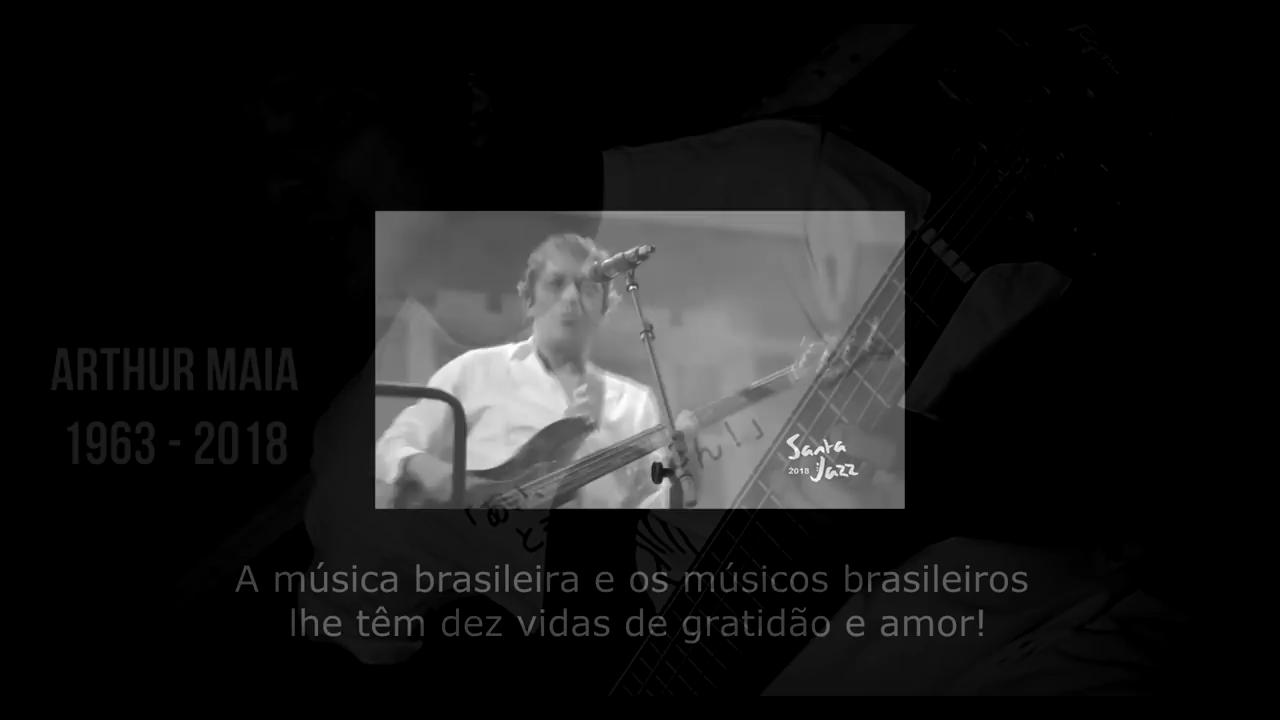 ARTHUR MAIA
1963 - 2018
Santa
2018 Jazz
A música brasileira e os músicos brasileiros
lhe têm dez vidas de gratidão e amor!